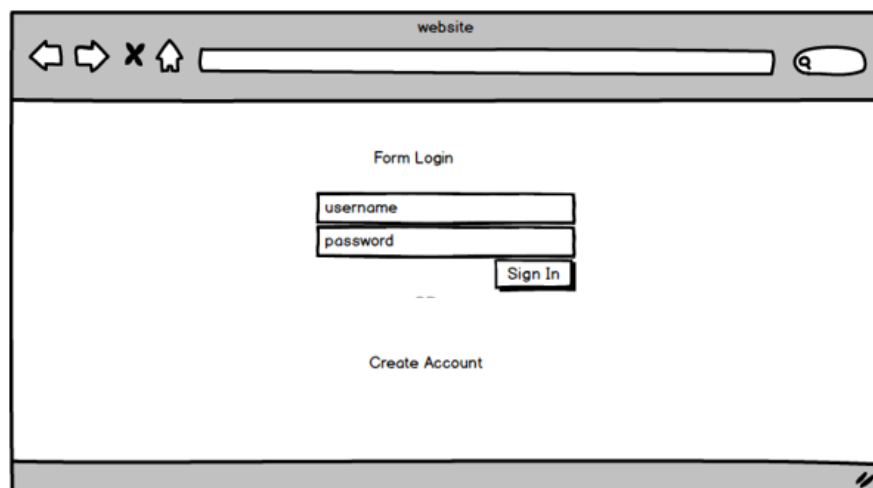 website
Form Login
username
password
Sign In
Create Account